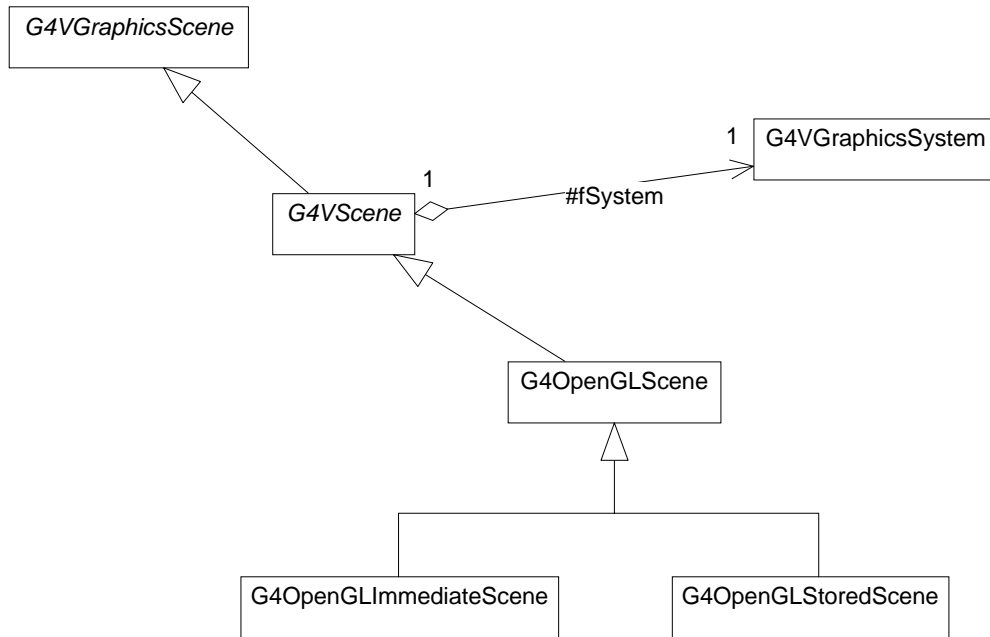 G4VGraphicsScene
1
G4VGraphicsSystem
1
#fSystem
G4VScene
G4OpenGLScene
G4OpenGLImmediateScene
G4OpenGLStoredScene